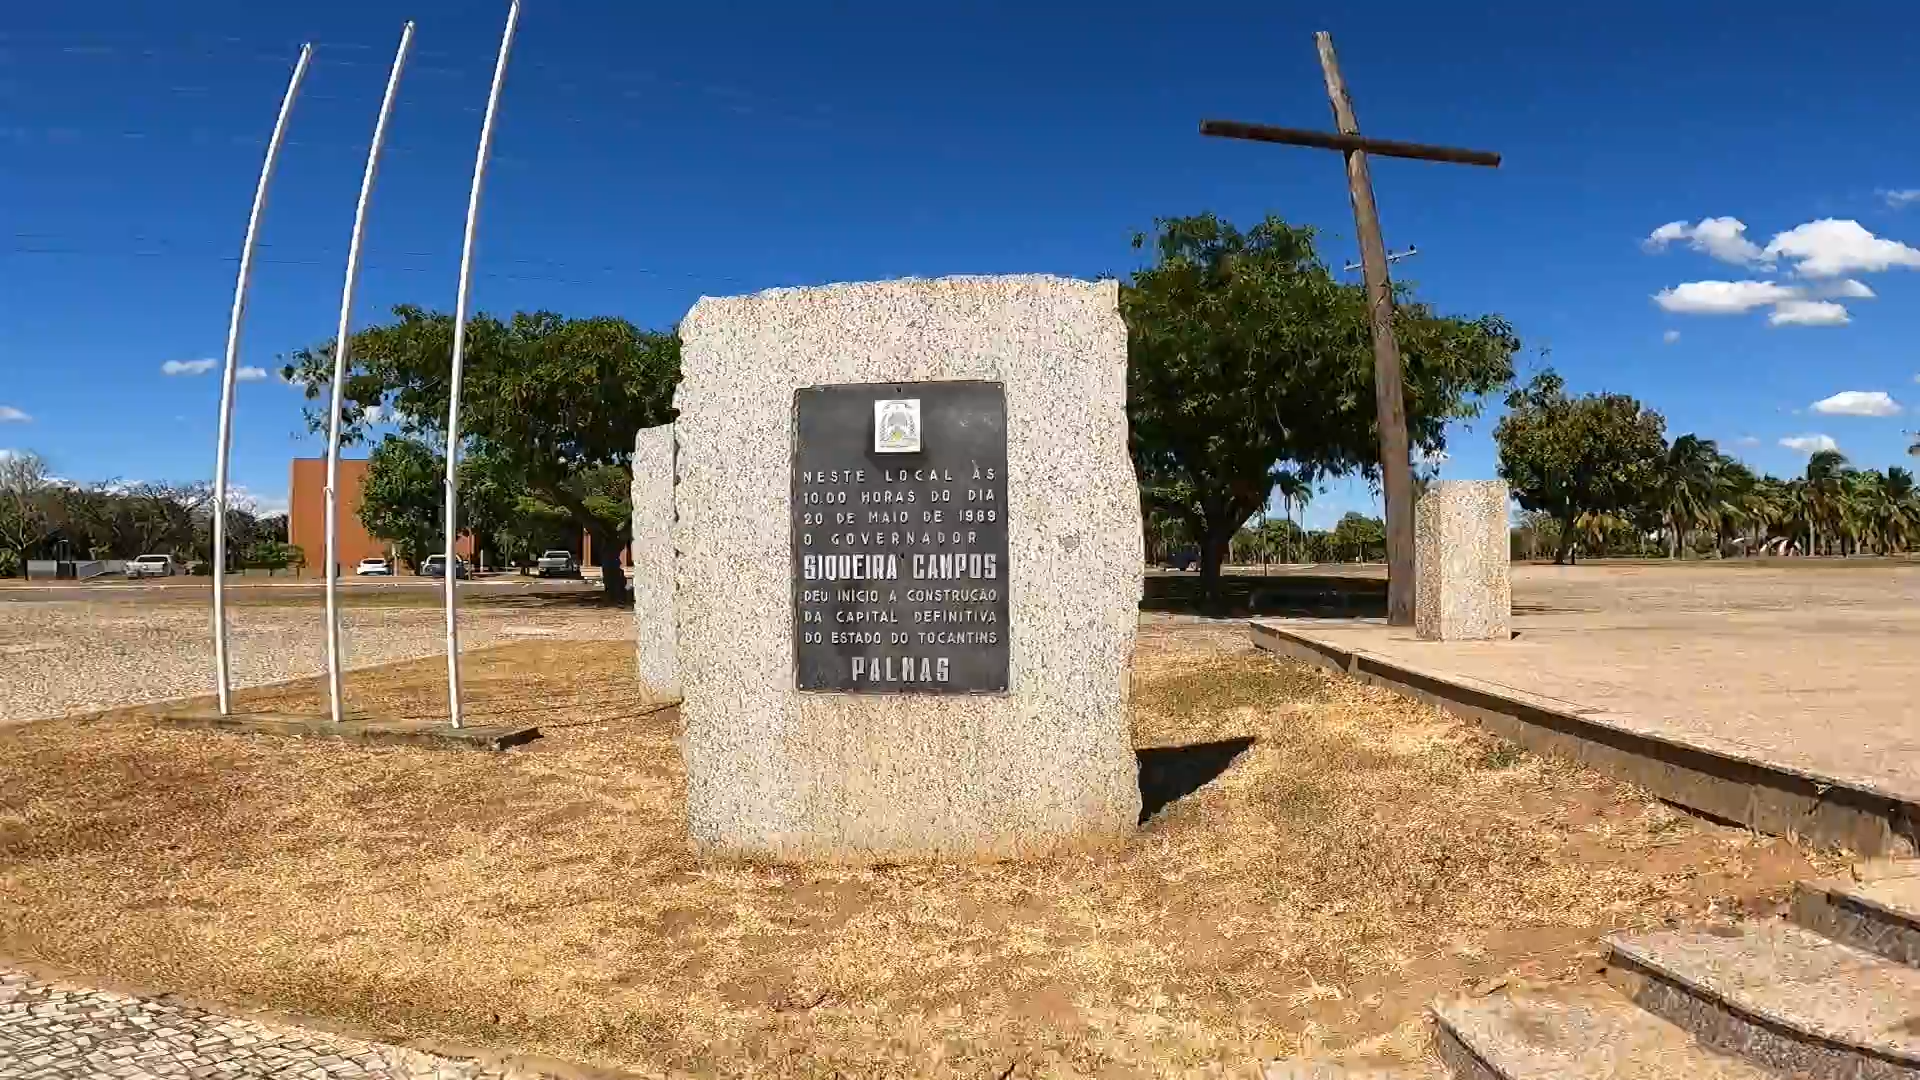 NESTE LOCAL ÀS
10.00 HORAS DO DIA
20 DE MAIO DE 1989
O GOVERNADOR
SIQUEIRA CAMPOS
DEU INÍCIO A CONSTRUÇÃO
DA CAPITAL DEFINITIVA
DO ESTADO DO TOCANTINS
PALMAS